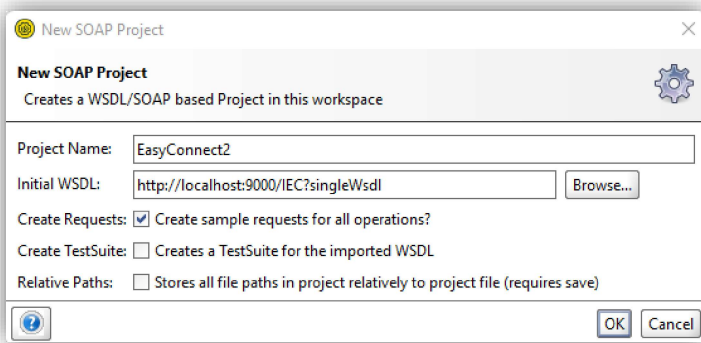 New SOAP Project
New SOAP Project
Creates a WSDL/SOAP based Project in this workspace
Project Name: EasyConnect2
Initial WSDL: http://localhost:9000/IEC?singleWsdl Browse...
Create Requests: Create sample requests for all operations?
Create TestSuite: Creates a TestSuite for the imported WSDL
Relative Paths: Stores all file paths in project relatively to project file (requires save)
? OK Cancel